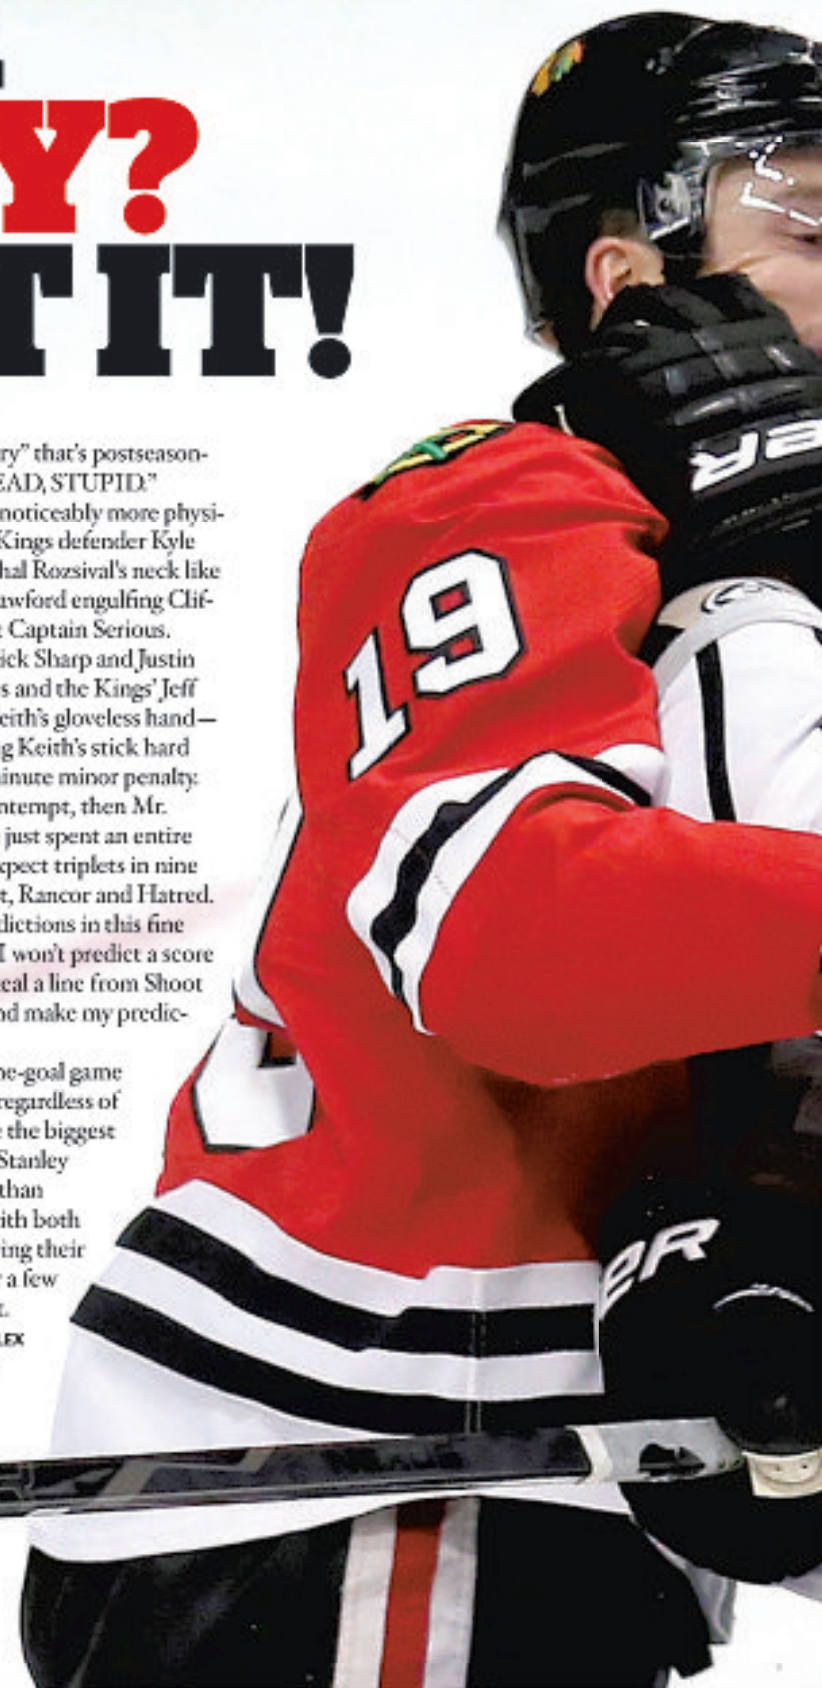 Y?
T IT!
ry” that’s postseason-
EAD, STUPID.”
noticeably more physi-
Kings defender Kyle
hal Rozsival's neck like
awford engulfing Clif-
Captain Serious.
ick Sharp and Justin
s and the Kings’ Jeff
eith’s gloveless hand—
g Keith’s stick hard
inute minor penalty.
ntempt, then Mr.
just spent an entire
xpect triplets in nine
t, Rancor and Hatred.
dictions in this fine
I won’t predict a score
eal a line from Shoot
nd make my predic-
ne-goal game
regardless of
e the biggest
Stanley
than
ith both
ring their
r a few
t.
LEX
19
ER
ER